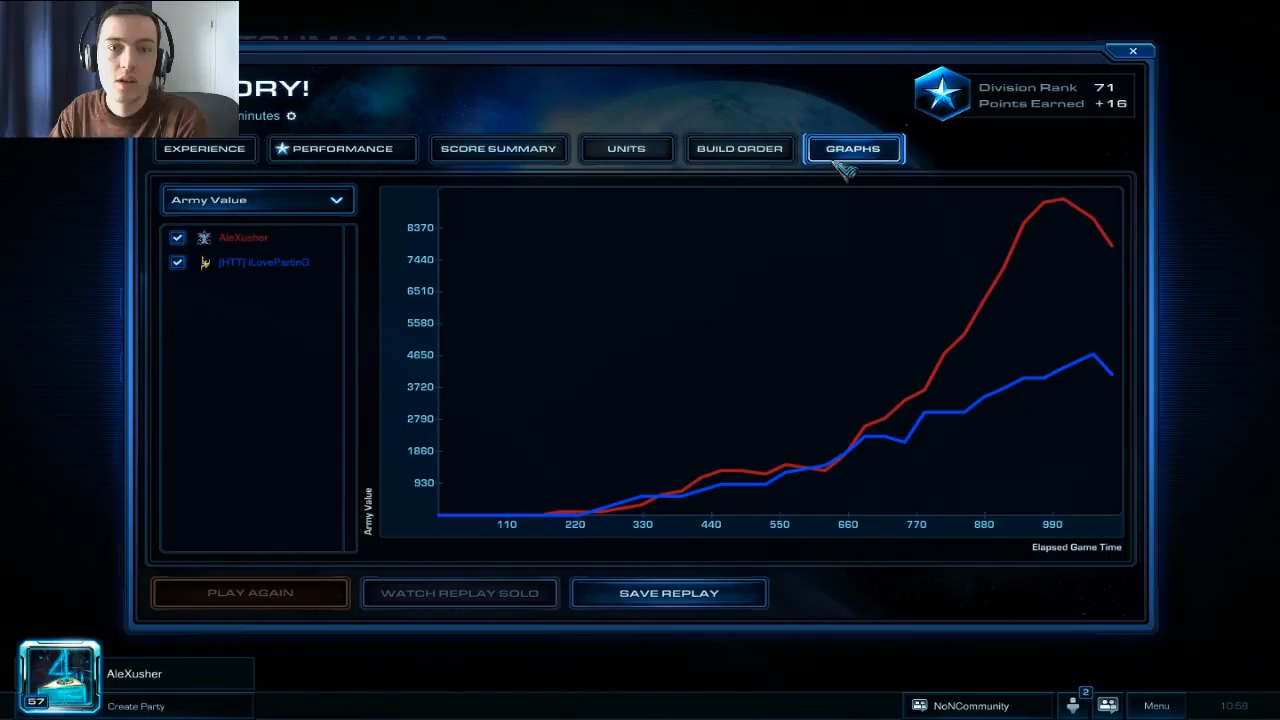 ORY!
minutes
Division Rank 71
Points Earned +16
EXPERIENCE
PERFORMANCE
SCORE SUMMARY
UNITS
BUILD ORDER
GRAPHS
Army Value
AleXusher
[HTT] iLovePartinG
8370
7440
6510
5580
4650
3720
2790
1860
930
Army Value
110 220 330 440 550 660 770 880 990
Elapsed Game Time
PLAY AGAIN
WATCH REPLAY SOLO
SAVE REPLAY
57
AleXusher
Create Party
NoNCommunity
2
Menu
10:58